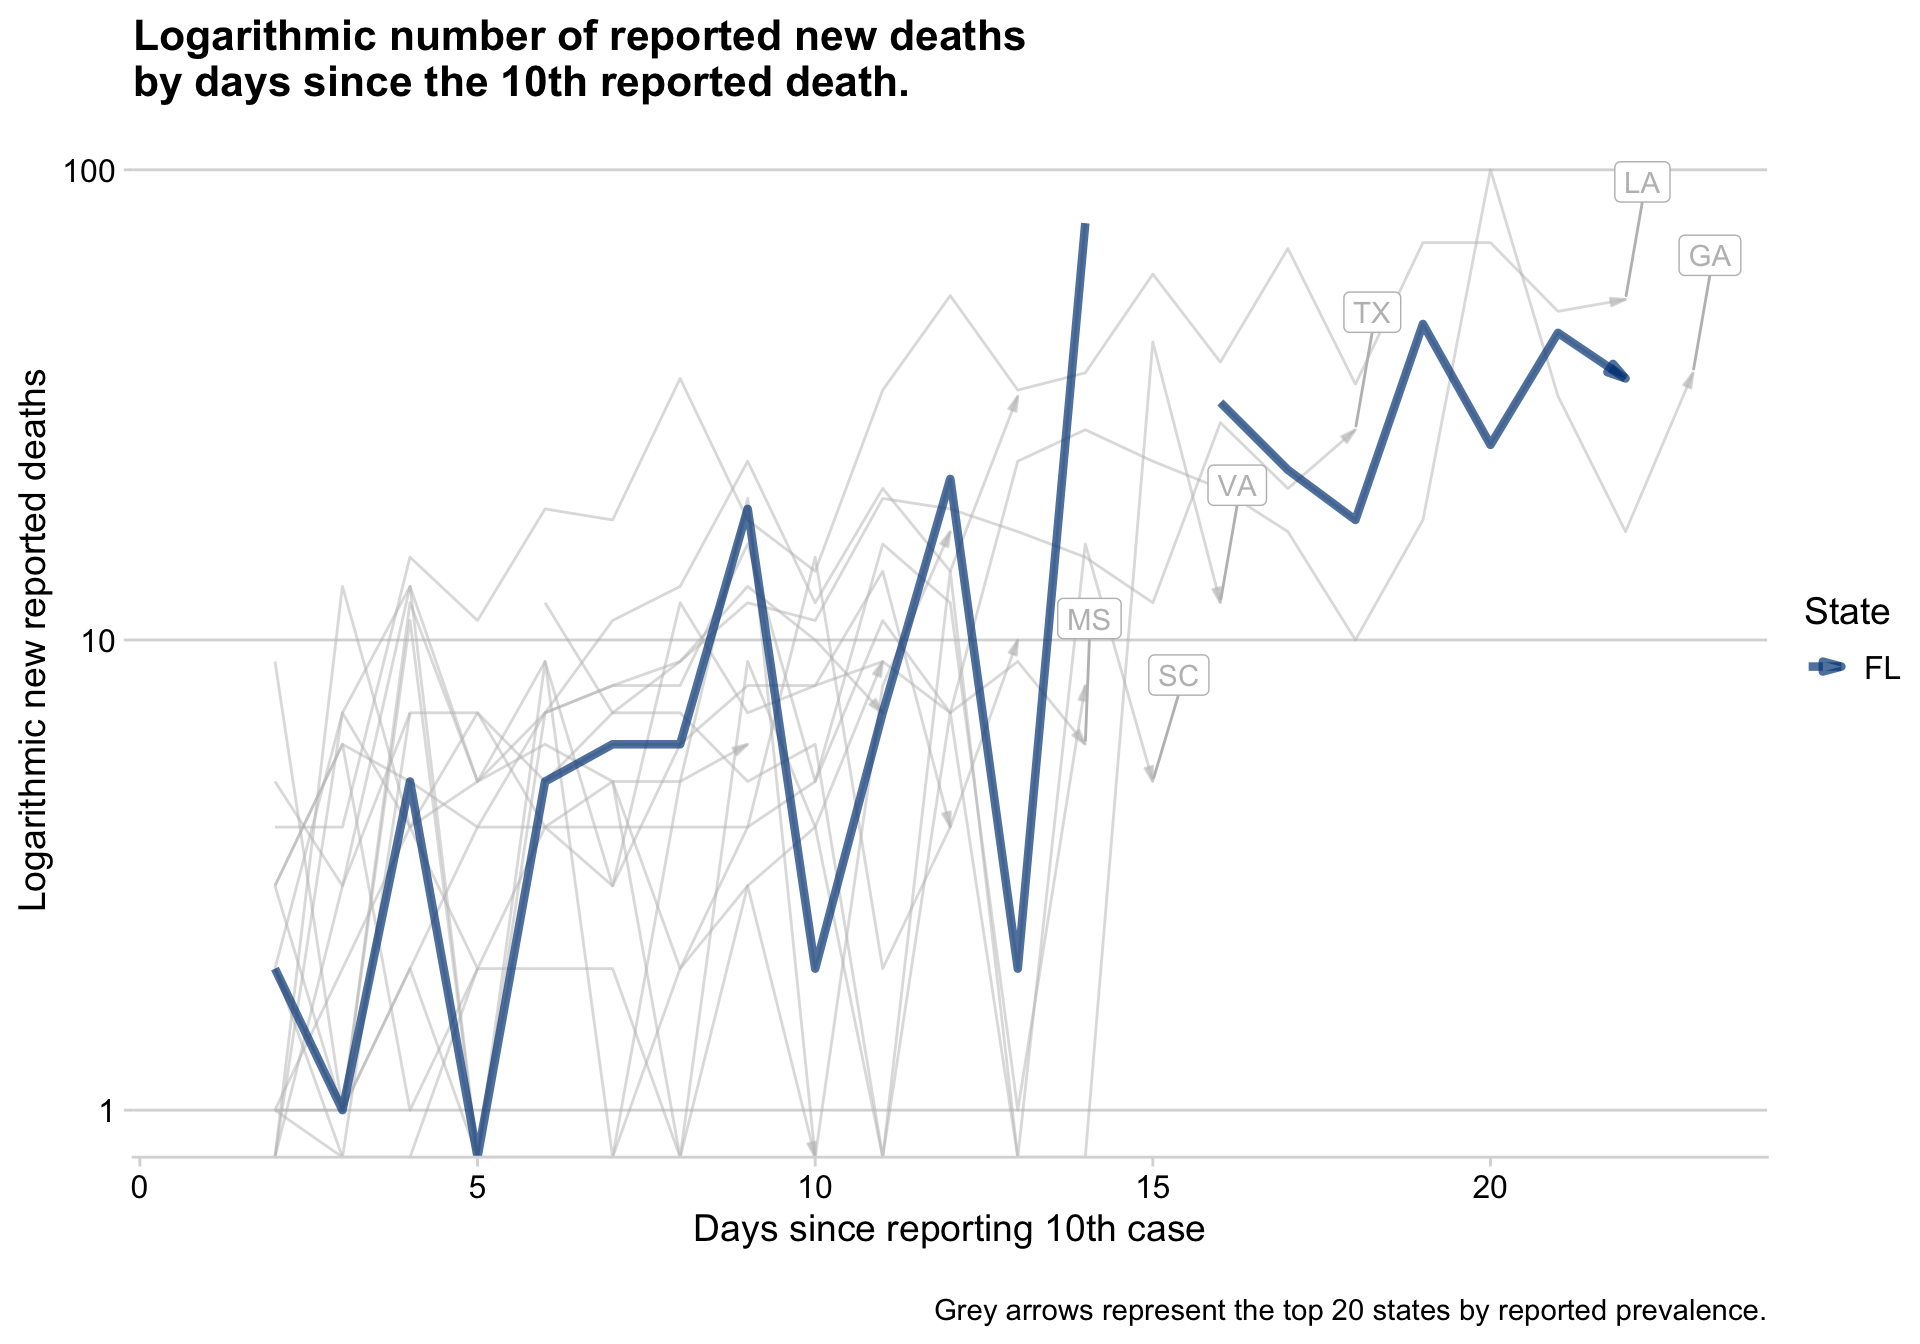 Logarithmic number of reported new deaths
by days since the 10th reported death.
100
LA
GA
TX
VA
10
MS
SC
1
Logarithmic new reported deaths
State
FL
0 5 10 15 20
Days since reporting 10th case
Grey arrows represent the top 20 states by reported prevalence.